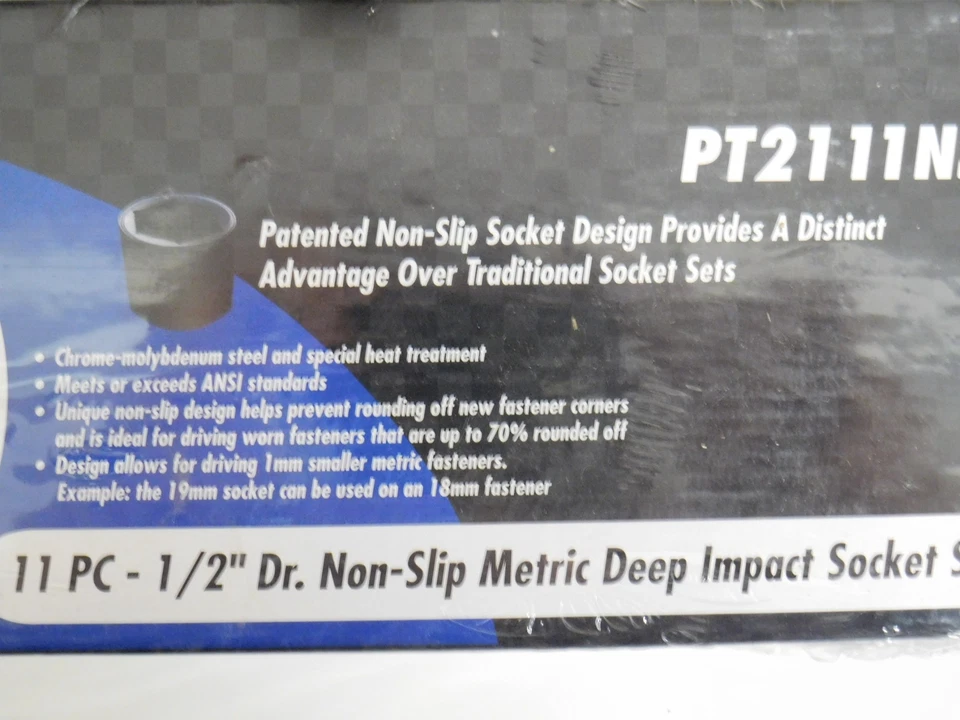 PT2111N
Patented Non-Slip Socket Design Provides A Distinct
Advantage Over Traditional Socket Sets
• Chrome-molybdenum steel and special heat treatment
• Meets or exceeds ANSI standards
• Unique non-slip design helps prevent rounding off new fastener corners
and is ideal for driving worn fasteners that are up to 70% rounded off
• Design allows for driving 1mm smaller metric fasteners.
Example: the 19mm socket can be used on an 18mm fastener
11 PC - 1/2" Dr. Non-Slip Metric Deep Impact Socket S